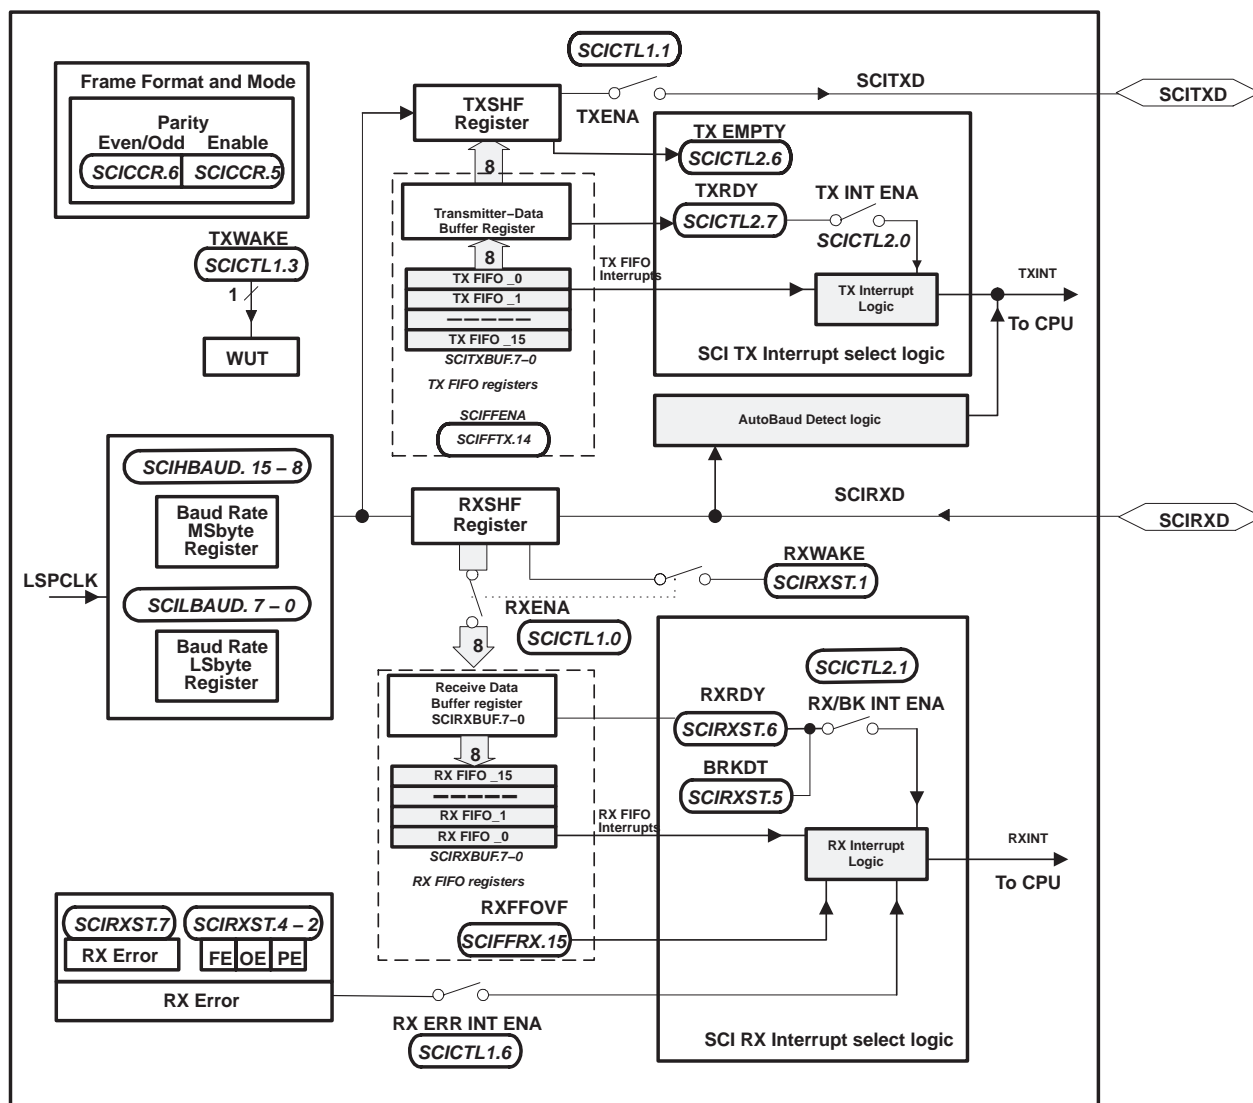 SCICTL1.1
Frame Format and Mode
Parity
Even/Odd Enable
SCICCR.6 SCICCR.5
TXWAKE
SCICTL1.3
1
WUT
TXSHF
Register
TXENA
SCITXD
SCITXD
8
Transmitter–Data
Buffer Register
8
TX FIFO _0
TX FIFO _1
– – – – –
TX FIFO _15
SCITXBUF.7–0
TX FIFO registers
SCIFFENA
SCIFFTX.14
TX FIFO
Interrupts
TX EMPTY
SCICTL2.6
TXRDY
SCICTL2.7
TX INT ENA
SCICTL2.0
TX Interrupt
Logic
SCI TX Interrupt select logic
TXINT
To CPU
AutoBaud Detect logic
LSPCLK
SCIHBAUD. 15 – 8
Baud Rate
MSbyte
Register
SCILBAUD. 7 – 0
Baud Rate
LSbyte
Register
RXSHF
Register
SCIRXD
SCIRXD
RXWAKE
SCIRXST.1
RXENA
SCICTL1.0
8
Receive Data
Buffer register
SCIRXBUF.7–0
8
RX FIFO _15
– – – – –
RX FIFO_1
RX FIFO _0
SCIRXBUF.7–0
RX FIFO registers
RXFFOVF
SCIFFRX.15
RX FIFO
Interrupts
SCICTL2.1
RXRDY
SCIRXST.6
RX/BK INT ENA
BRKDT
SCIRXST.5
RX Interrupt
Logic
SCI RX Interrupt select logic
RXINT
To CPU
SCIRXST.7 SCIRXST.4 – 2
RX Error FE OE PE
RX Error
RX ERR INT ENA
SCICTL1.6